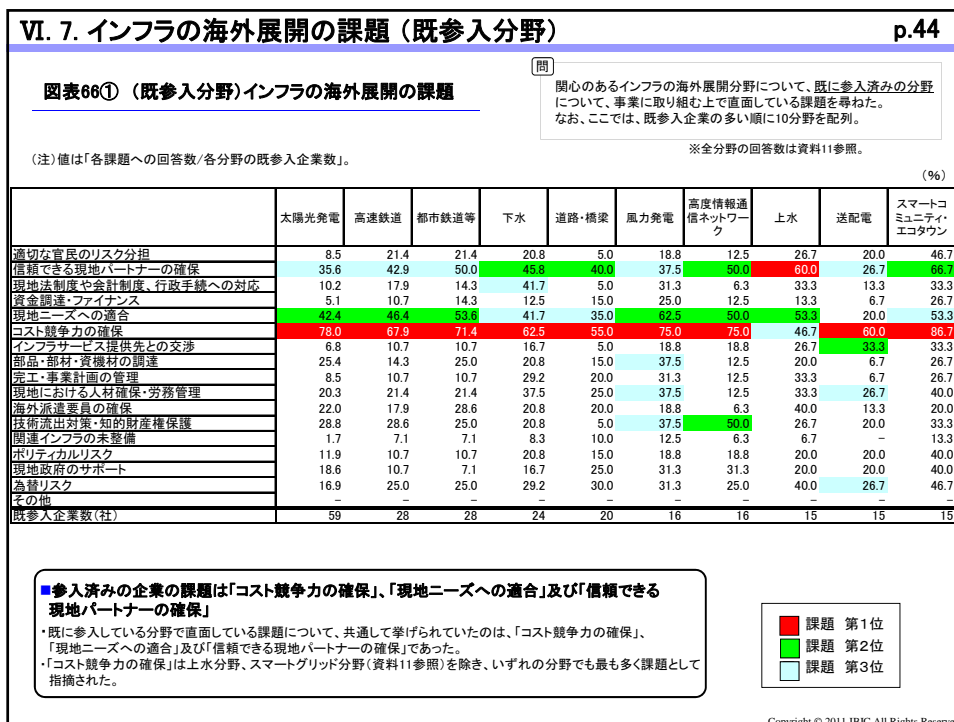 Ⅵ. 7. インフラの海外展開の課題（既参入分野）
p.44
図表66① （既参入分野）インフラの海外展開の課題
問
関心のあるインフラの海外展開分野について、既に参入済みの分野
について、事業に取り組む上で直面している課題を尋ねた。
なお、ここでは、既参入企業の多い順に10分野を配列。
※全分野の回答数は資料11参照。
（注）値は「各課題への回答数/各分野の既参入企業数」。
（％）
太陽光発電 高速鉄道 都市鉄道等 下水 道路・橋梁 風力発電 高度情報通信ネットワーク 上水 送配電 スマートコミュニティ・エコタウン
適切な官民のリスク分担 8.5 21.4 21.4 20.8 5.0 18.8 12.5 26.7 20.0 46.7
信頼できる現地パートナーの確保 35.6 42.9 50.0 45.8 40.0 37.5 50.0 60.0 26.7 66.7
現地法制度や会計制度、行政手続への対応 10.2 17.9 14.3 41.7 5.0 31.3 6.3 33.3 13.3 33.3
資金調達・ファイナンス 5.1 10.7 14.3 12.5 15.0 25.0 12.5 13.3 6.7 26.7
現地ニーズへの適合 42.4 46.4 53.6 41.7 35.0 62.5 50.0 53.3 20.0 53.3
コスト競争力の確保 78.0 67.9 71.4 62.5 55.0 75.0 75.0 46.7 60.0 86.7
インフラサービス提供先との交渉 6.8 10.7 10.7 16.7 5.0 18.8 18.8 26.7 33.3 33.3
部品・部材・資機材の調達 25.4 14.3 25.0 20.8 15.0 37.5 12.5 20.0 6.7 26.7
完工・事業計画の管理 8.5 10.7 10.7 29.2 20.0 31.3 12.5 33.3 6.7 26.7
現地における人材確保・労務管理 20.3 21.4 21.4 37.5 25.0 37.5 12.5 33.3 26.7 40.0
海外派遣要員の確保 22.0 17.9 28.6 20.8 20.0 18.8 6.3 40.0 13.3 20.0
技術流出対策・知的財産権保護 28.8 28.6 25.0 20.8 5.0 37.5 50.0 26.7 20.0 33.3
関連インフラの未整備 1.7 7.1 7.1 8.3 10.0 12.5 6.3 6.7 － 13.3
ポリティカルリスク 11.9 10.7 10.7 20.8 15.0 18.8 18.8 20.0 20.0 40.0
現地政府のサポート 18.6 10.7 7.1 16.7 25.0 31.3 31.3 20.0 20.0 40.0
為替リスク 16.9 25.0 25.0 29.2 30.0 31.3 25.0 40.0 26.7 46.7
その他 － － － － － － － － － －
既参入企業数（社） 59 28 28 24 20 16 16 15 15 15
■参入済みの企業の課題は「コスト競争力の確保」、「現地ニーズへの適合」及び「信頼できる
現地パートナーの確保」
・既に参入している分野で直面している課題について、共通して挙げられていたのは、「コスト競争力の確保」、
「現地ニーズへの適合」及び「信頼できる現地パートナーの確保」であった。
・「コスト競争力の確保」は上水分野、スマートグリッド分野（資料11参照）を除き、いずれの分野でも最も多く課題として
指摘された。
課題 第1位
課題 第2位
課題 第3位
Copyright © 2011 JBIC All Rights Reserve